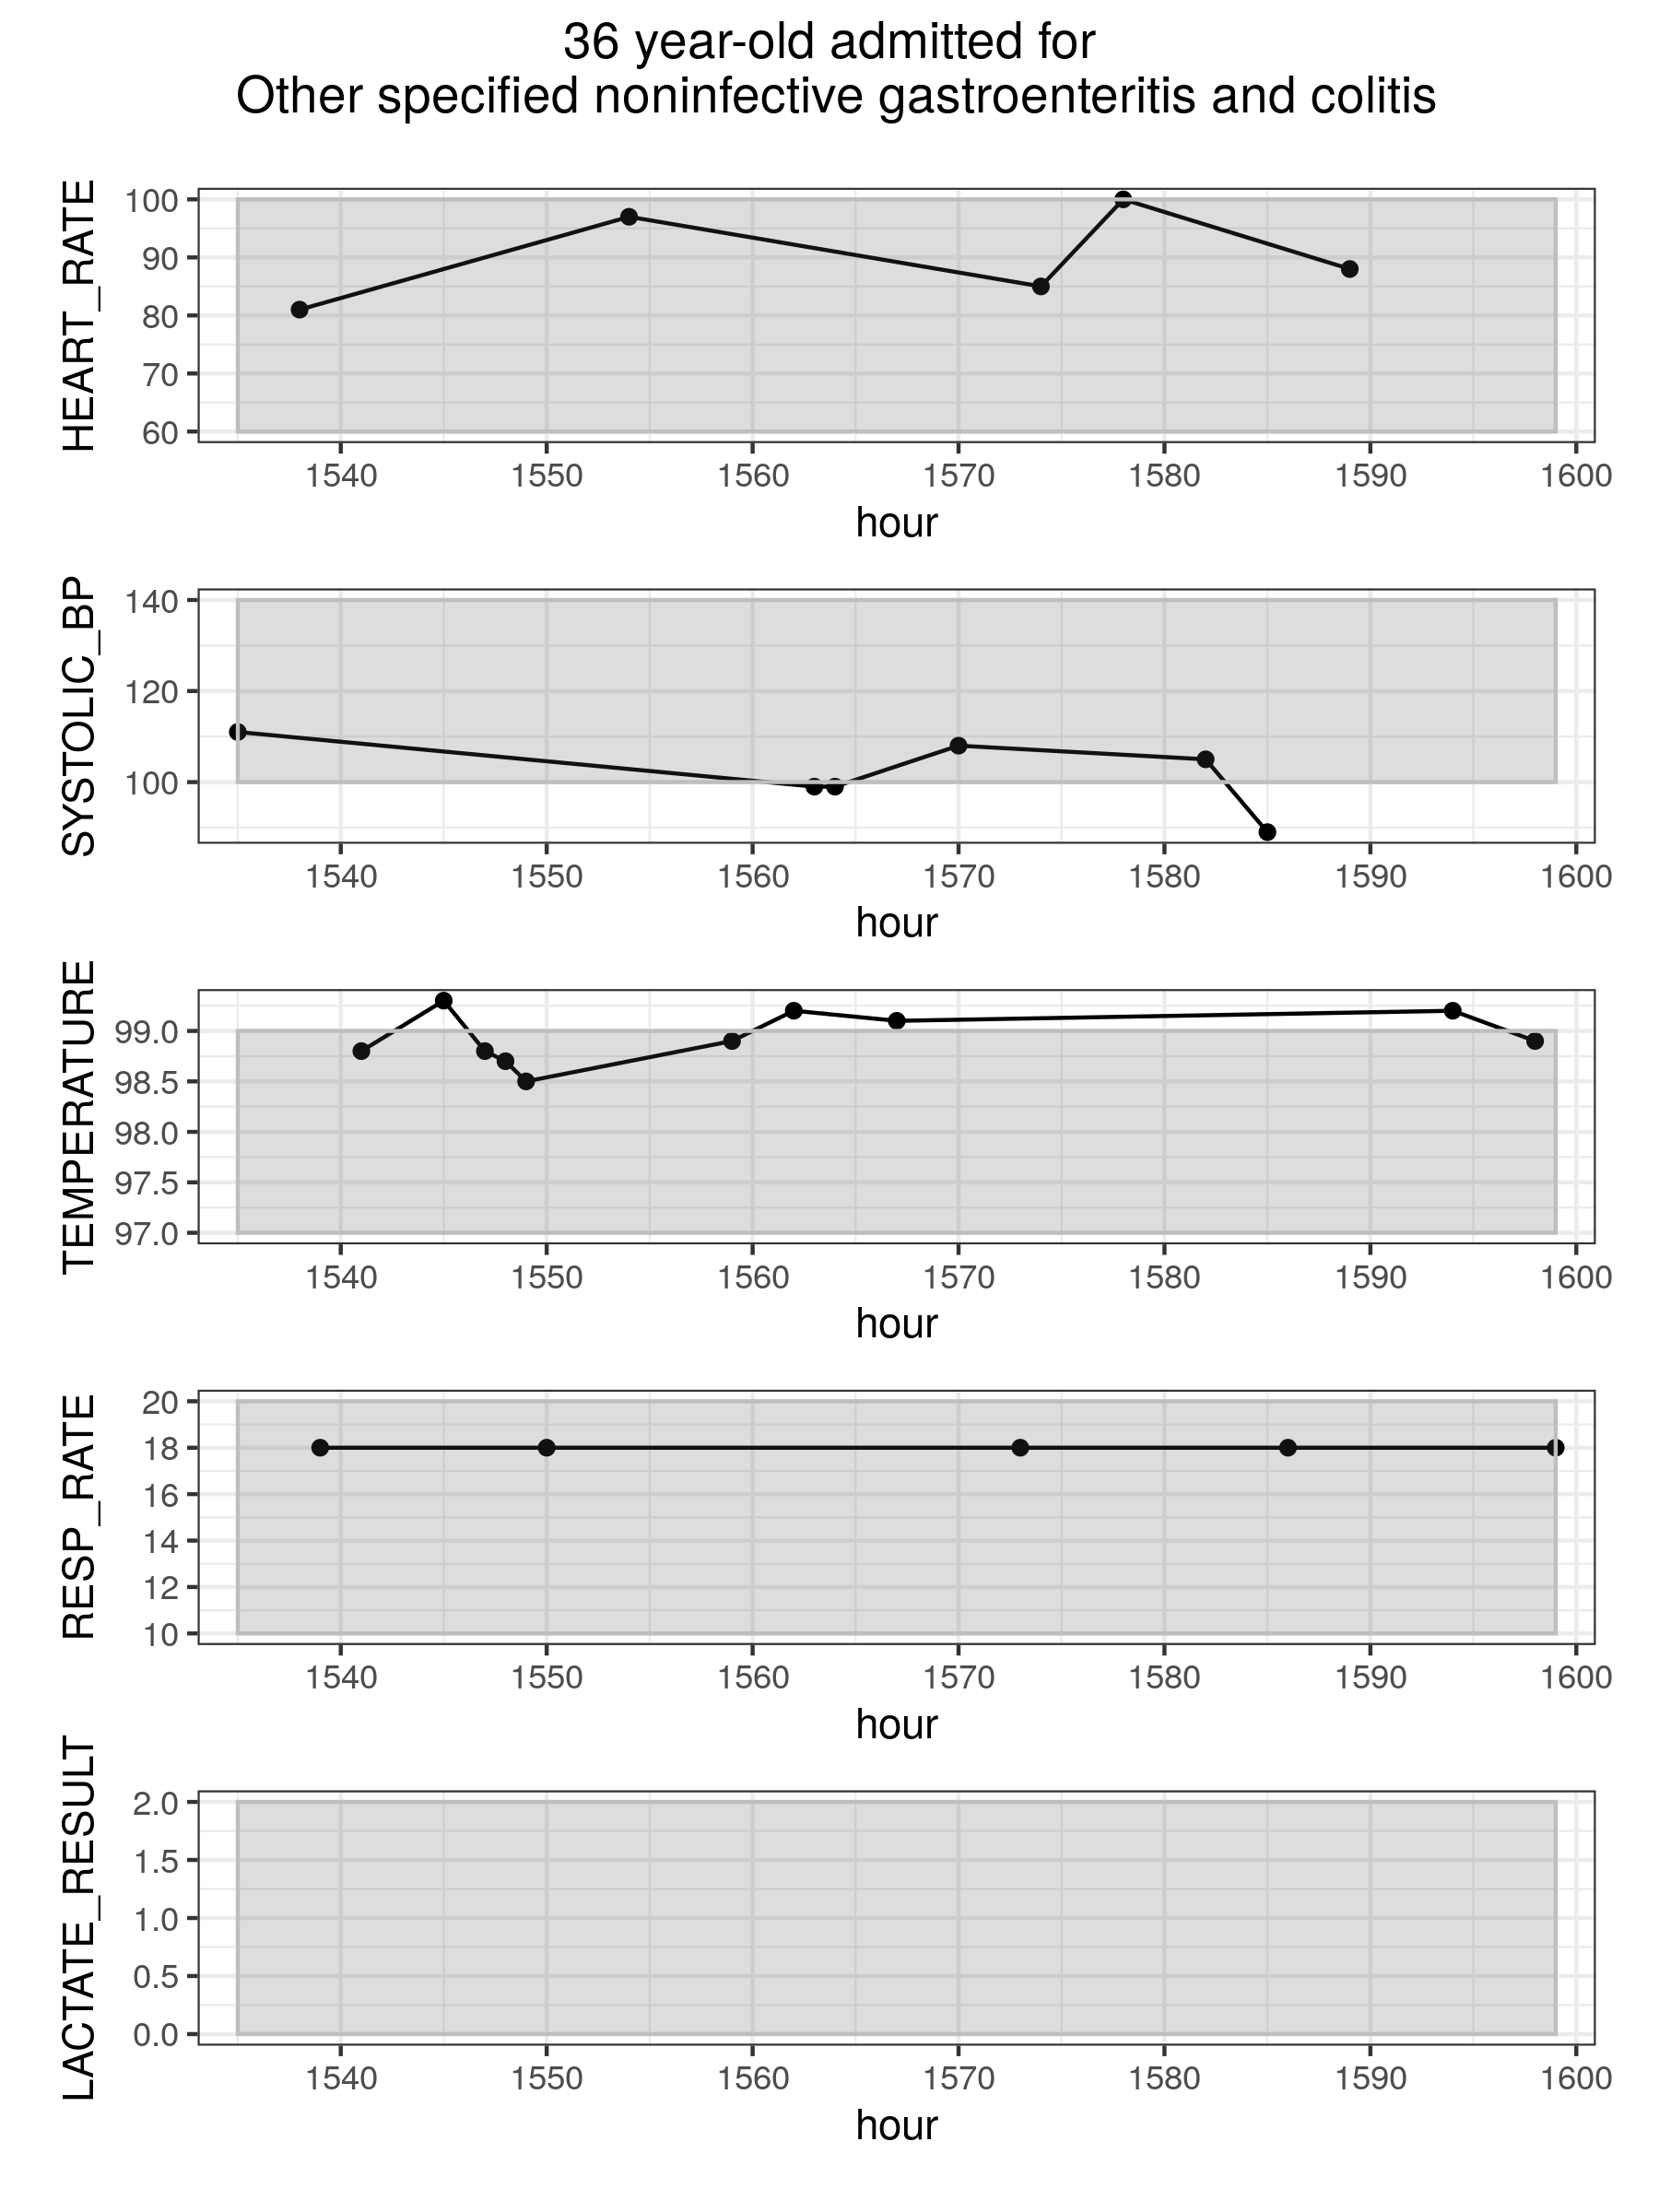 36 year-old admitted for
Other specified noninfective gastroenteritis and colitis
HEART_RATE
100
90
80
70
60
1540 1550 1560 1570 1580 1590 1600
hour
SYSTOLIC_BP
140
120
100
1540 1550 1560 1570 1580 1590 1600
hour
TEMPERATURE
99.0
98.5
98.0
97.5
97.0
1540 1550 1560 1570 1580 1590 1600
hour
RESP_RATE
20
18
16
14
12
10
1540 1550 1560 1570 1580 1590 1600
hour
LACTATE_RESULT
2.0
1.5
1.0
0.5
0.0
1540 1550 1560 1570 1580 1590 1600
hour